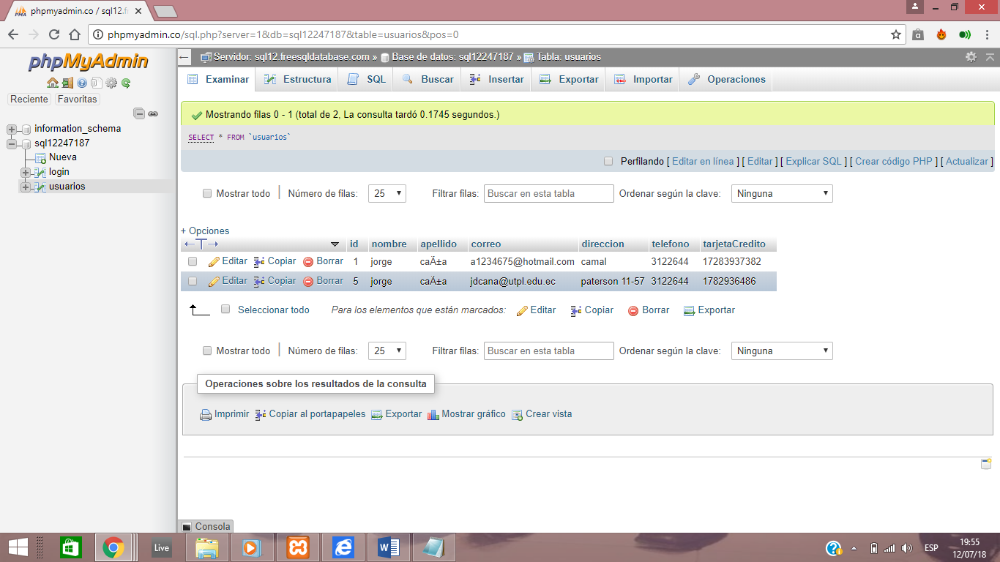 phpmyadmin.co / sql12.f
phpmyadmin.co/sql.php?server=1&db=sql12247187&table=usuarios&pos=0
phpMyAdmin
Reciente Favoritas
information_schema
sql12247187
Nueva
login
usuarios
Servidor: sql12.freesqldatabase.com » Base de datos: sql12247187 » Tabla: usuarios
Examinar Estructura SQL Buscar Insertar Exportar Importar Operaciones
Mostrando filas 0 - 1 (total de 2, La consulta tardó 0.1745 segundos.)
SELECT * FROM `usuarios`
Perfilando [ Editar en línea ] [ Editar ] [ Explicar SQL ] [ Crear código PHP ] [ Actualizar ]
Mostrar todo Número de filas: 25 Filtrar filas: Buscar en esta tabla Ordenar según la clave: Ninguna
+ Opciones
←T→ id nombre apellido correo direccion telefono tarjetaCredito
Editar Copiar Borrar 1 jorge caÄ±a a1234675@hotmail.com camal 3122644 17283937382
Editar Copiar Borrar 5 jorge caÄ±a jdcana@utpl.edu.ec paterson 11-57 3122644 1782936486
Seleccionar todo Para los elementos que están marcados: Editar Copiar Borrar Exportar
Mostrar todo Número de filas: 25 Filtrar filas: Buscar en esta tabla Ordenar según la clave: Ninguna
Operaciones sobre los resultados de la consulta
Imprimir Copiar al portapapeles Exportar Mostrar gráfico Crear vista
Consola
Live
ESP
19:55
12/07/18